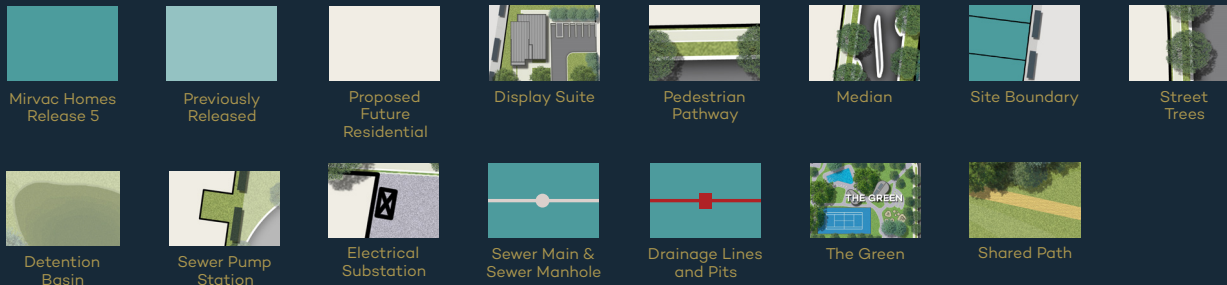 Mirvac Homes
Release 5
Previously
Released
Proposed
Future
Residential
Display Suite
Pedestrian
Pathway
Median
Site Boundary
Street
Trees
Detention
Basin
Sewer Pump
Station
Electrical
Substation
Sewer Main &
Sewer Manhole
Drainage Lines
and Pits
THE GREEN
The Green
Shared Path